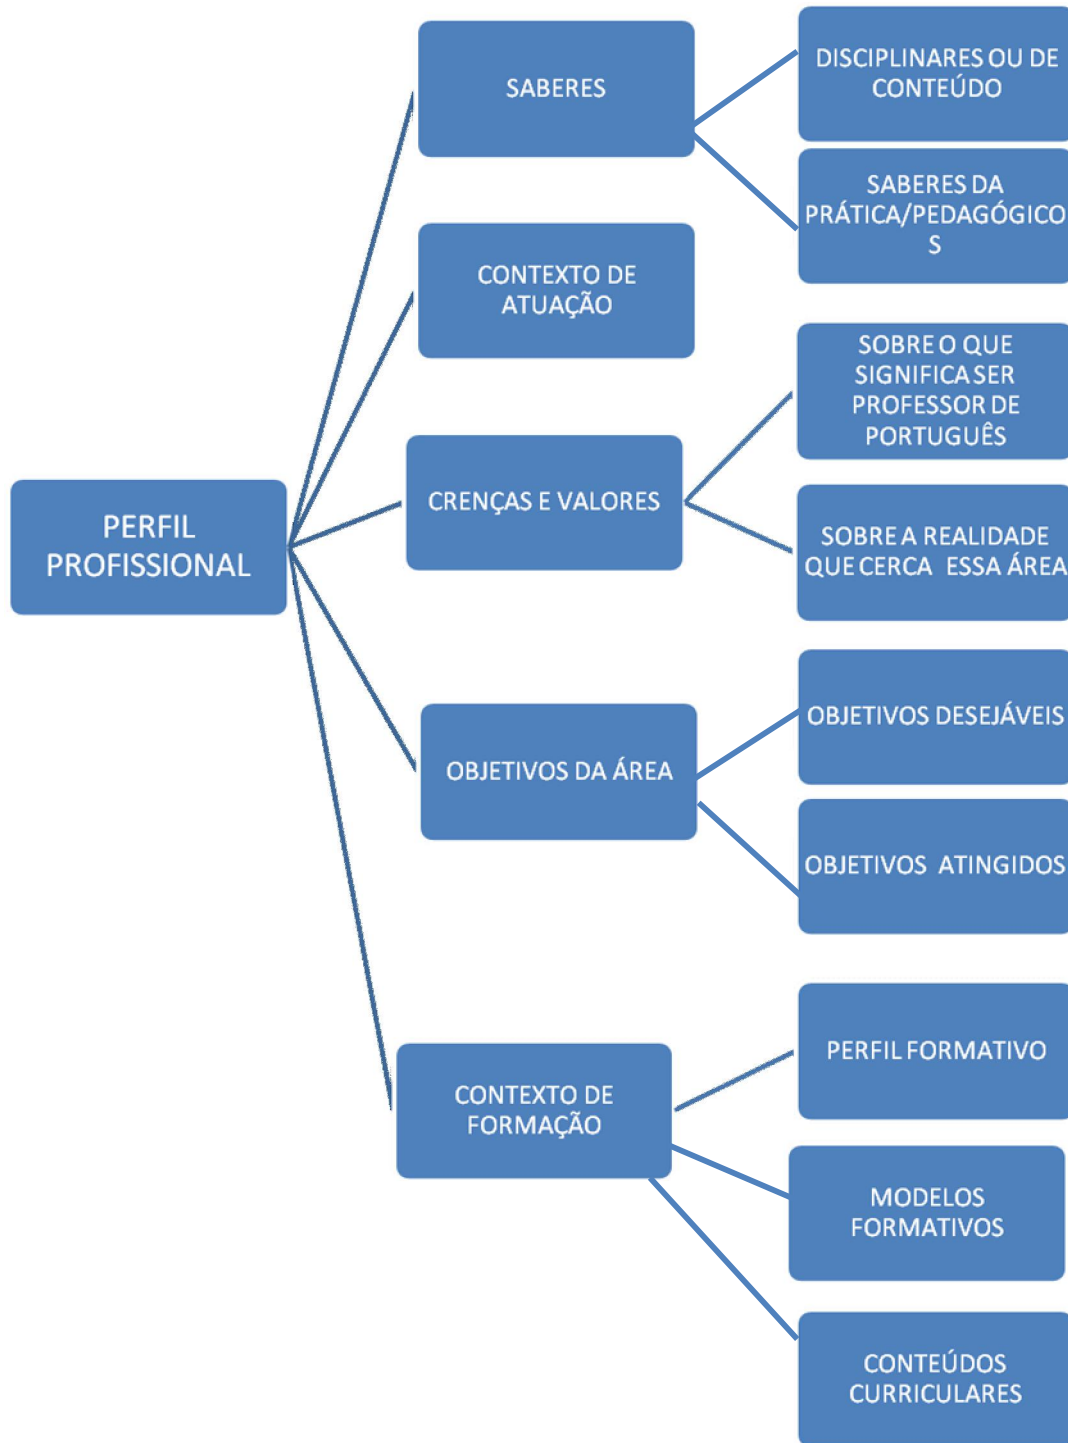 SABERES
DISCIPLINARES OU DE
CONTEÚDO
SABERES DA
PRÁTICA/PEDAGÓGICO
S
CONTEXTO DE
ATUAÇÃO
SOBRE O QUE
SIGNIFICA SER
PROFESSOR DE
PORTUGUÊS
CRENÇAS E VALORES
PERFIL
PROFISSIONAL
SOBRE A REALIDADE
QUE CERCA ESSA ÁREA
OBJETIVOS DESEJÁVEIS
OBJETIVOS DA ÁREA
OBJETIVOS ATINGIDOS
PERFIL FORMATIVO
CONTEXTO DE
FORMAÇÃO
MODELOS
FORMATIVOS
CONTEÚDOS
CURRICULARES